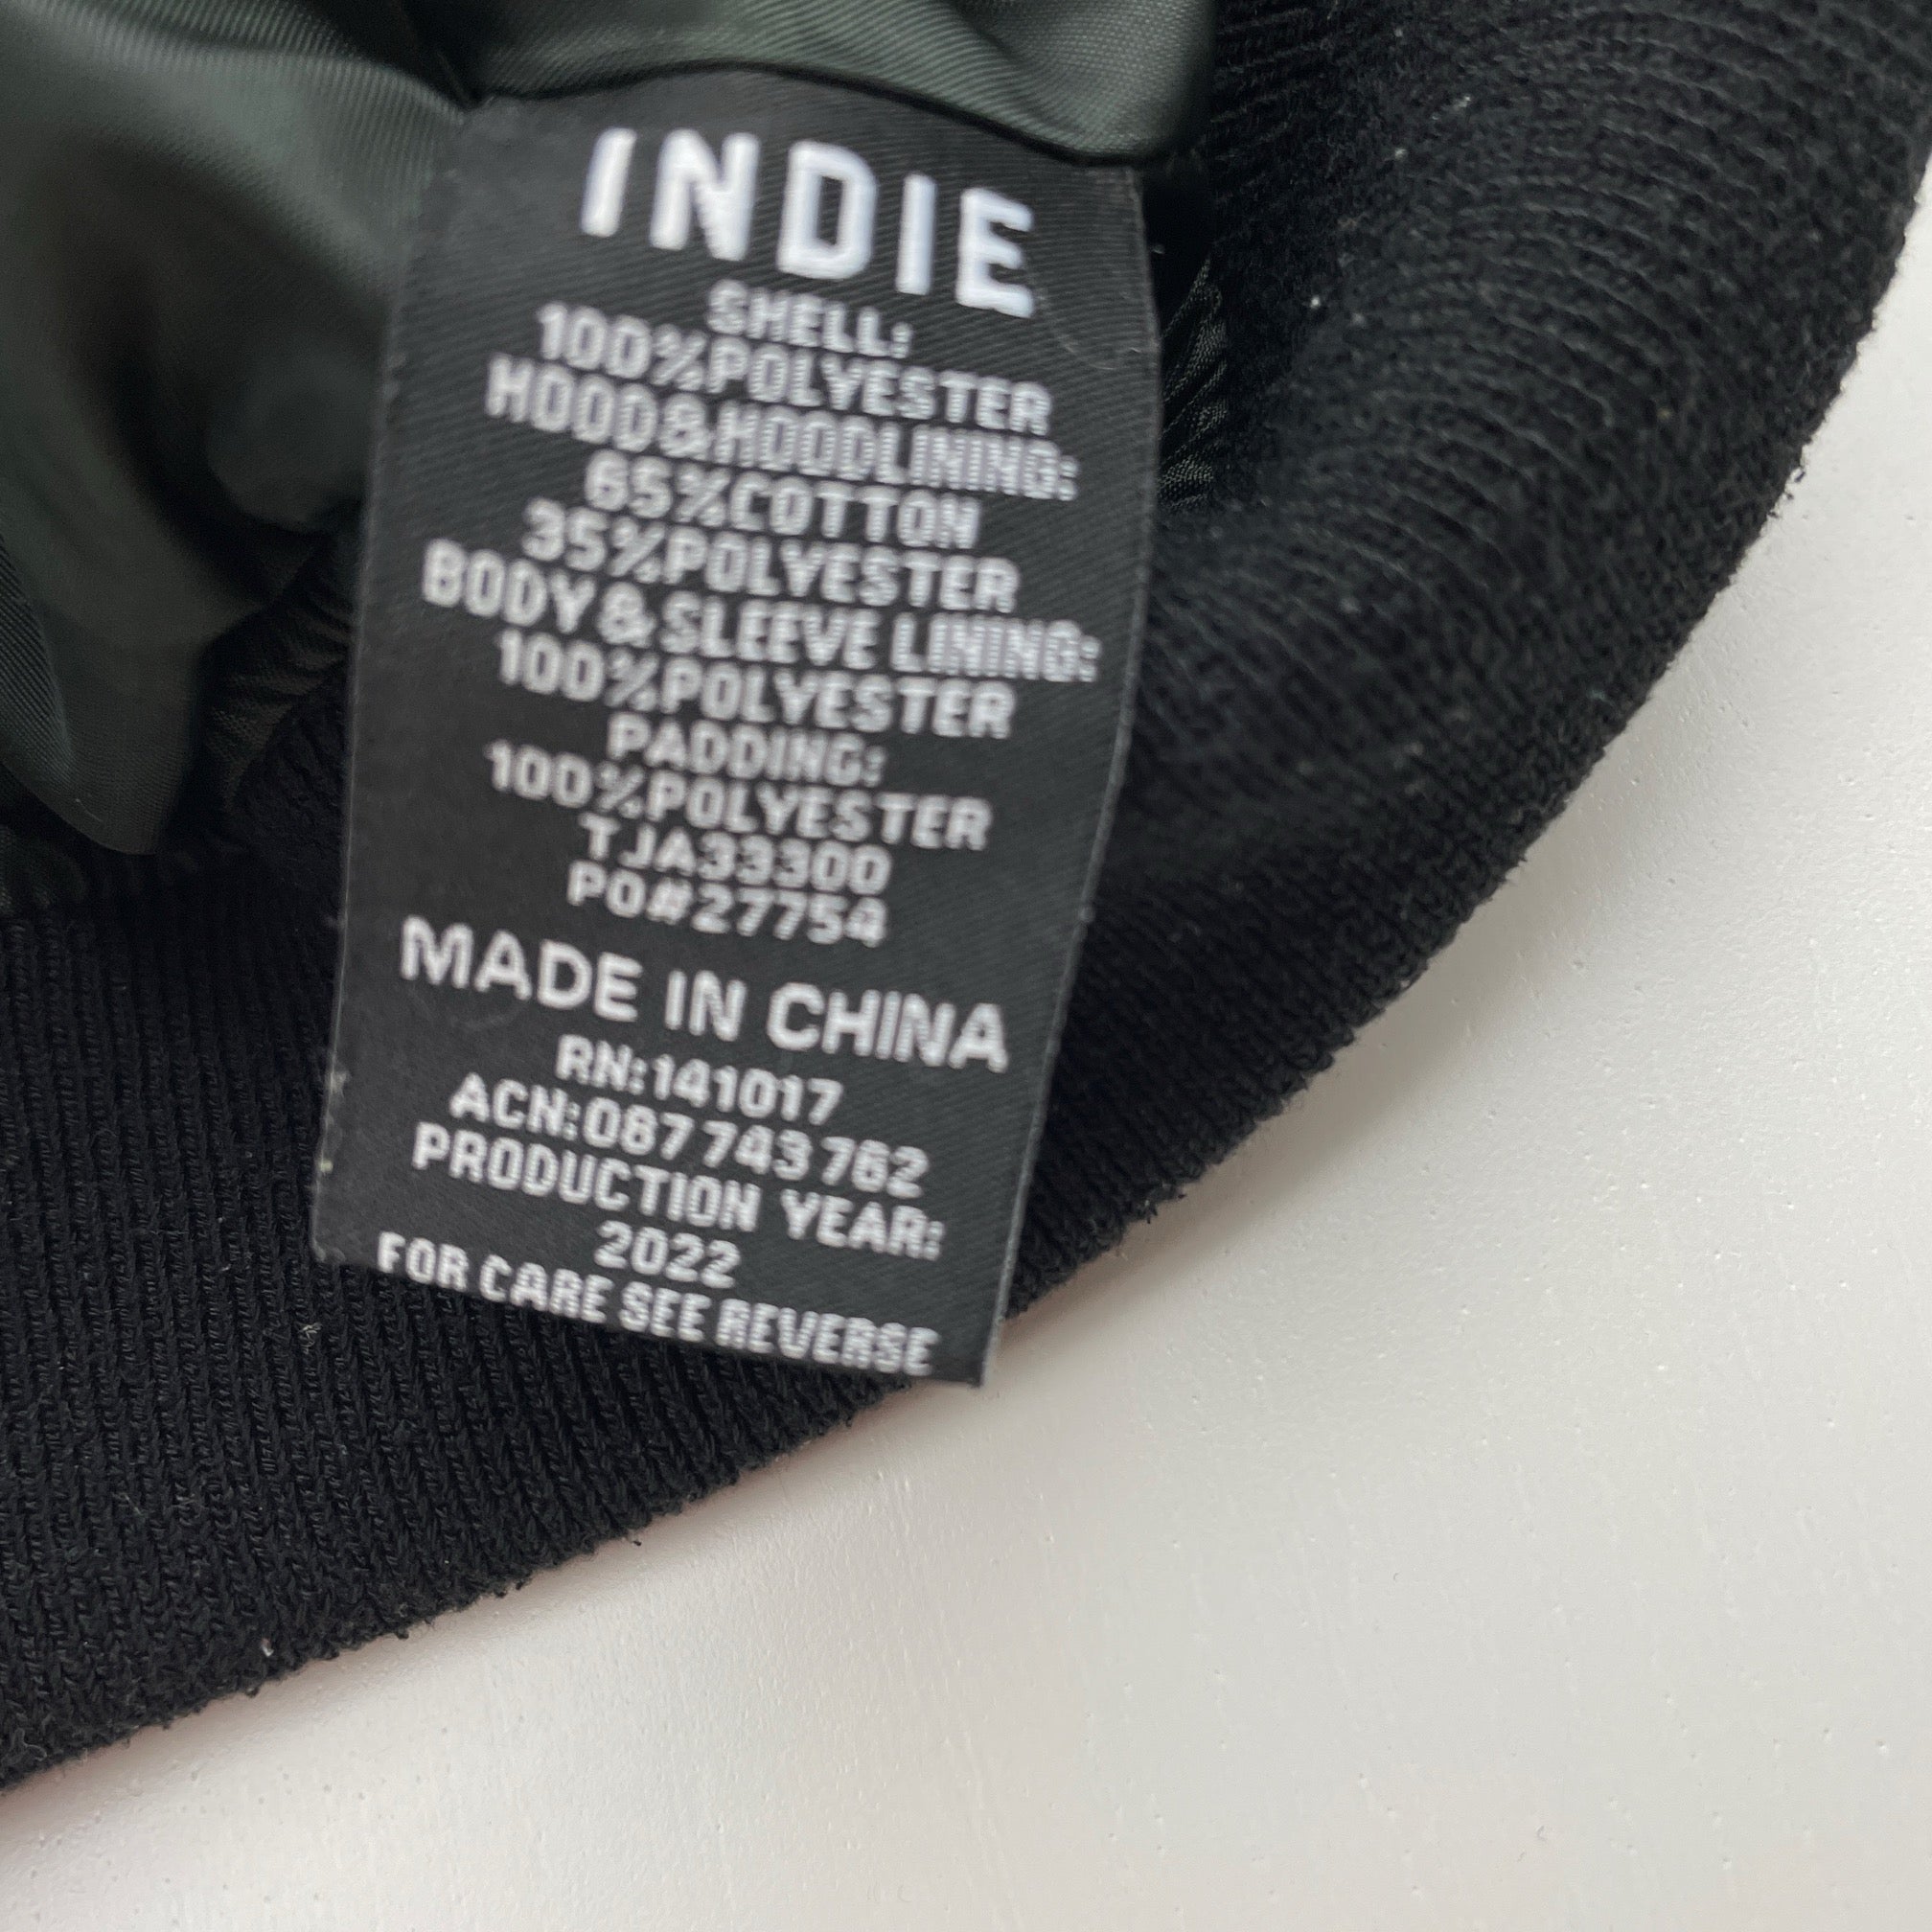 INDIE
SHELL:
100%POLYESTER
HOOD&HOODLINING:
65%COTTON
35%POLYESTER
BODY & SLEEVE LINING:
100%POLYESTER
PADDING:
100%POLYESTER
TJA33300
PO#27754
MADE IN CHINA
RN:141017
ACN:067 743 762
PRODUCTION YEAR:
2022
FOR CARE SEE REVERSE